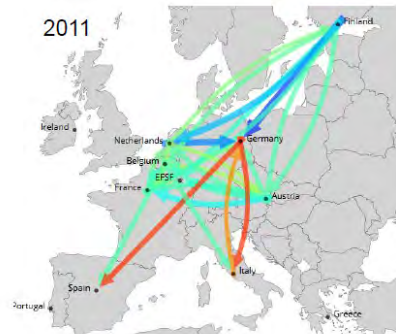 2011
Finland
Ireland
Netherlands
Germany
Belgium
EFSF
France
Austria
Italy
Spain
Portugal
Greece